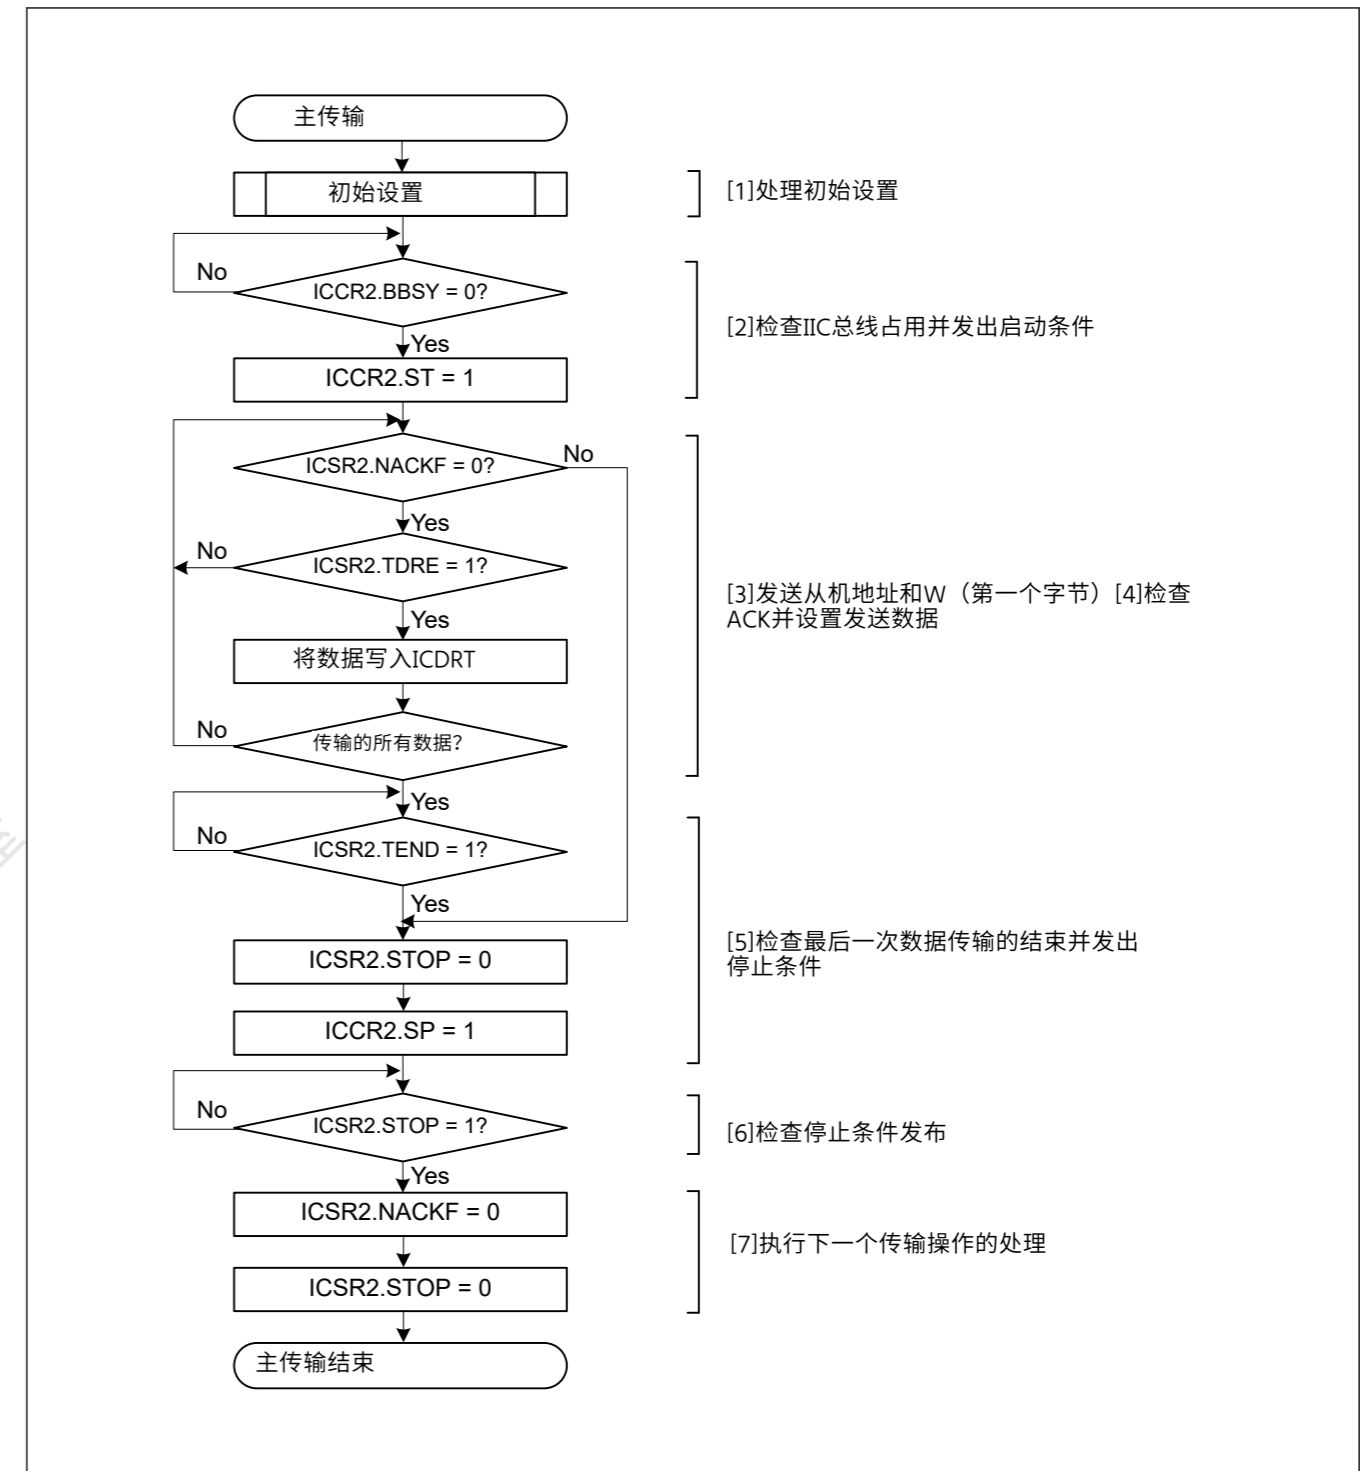 主传输
初始设置
[1]处理初始设置
No
ICCR2.BBSY = 0?
[2]检查IIC总线占用并发出启动条件
Yes
ICCR2.ST = 1
ICSR2.NACKF = 0?
No
Yes
No
ICSR2.TDRE = 1?
[3]发送从机地址和W（第一个字节）[4]检查
ACK并设置发送数据
Yes
将数据写入ICDRT
No
传输的所有数据？
Yes
No
ICSR2.TEND = 1?
Yes
[5]检查最后一次数据传输的结束并发出
停止条件
ICSR2.STOP = 0
ICCR2.SP = 1
No
ICSR2.STOP = 1?
[6]检查停止条件发布
Yes
ICSR2.NACKF = 0
[7]执行下一个传输操作的处理
ICSR2.STOP = 0
主传输结束